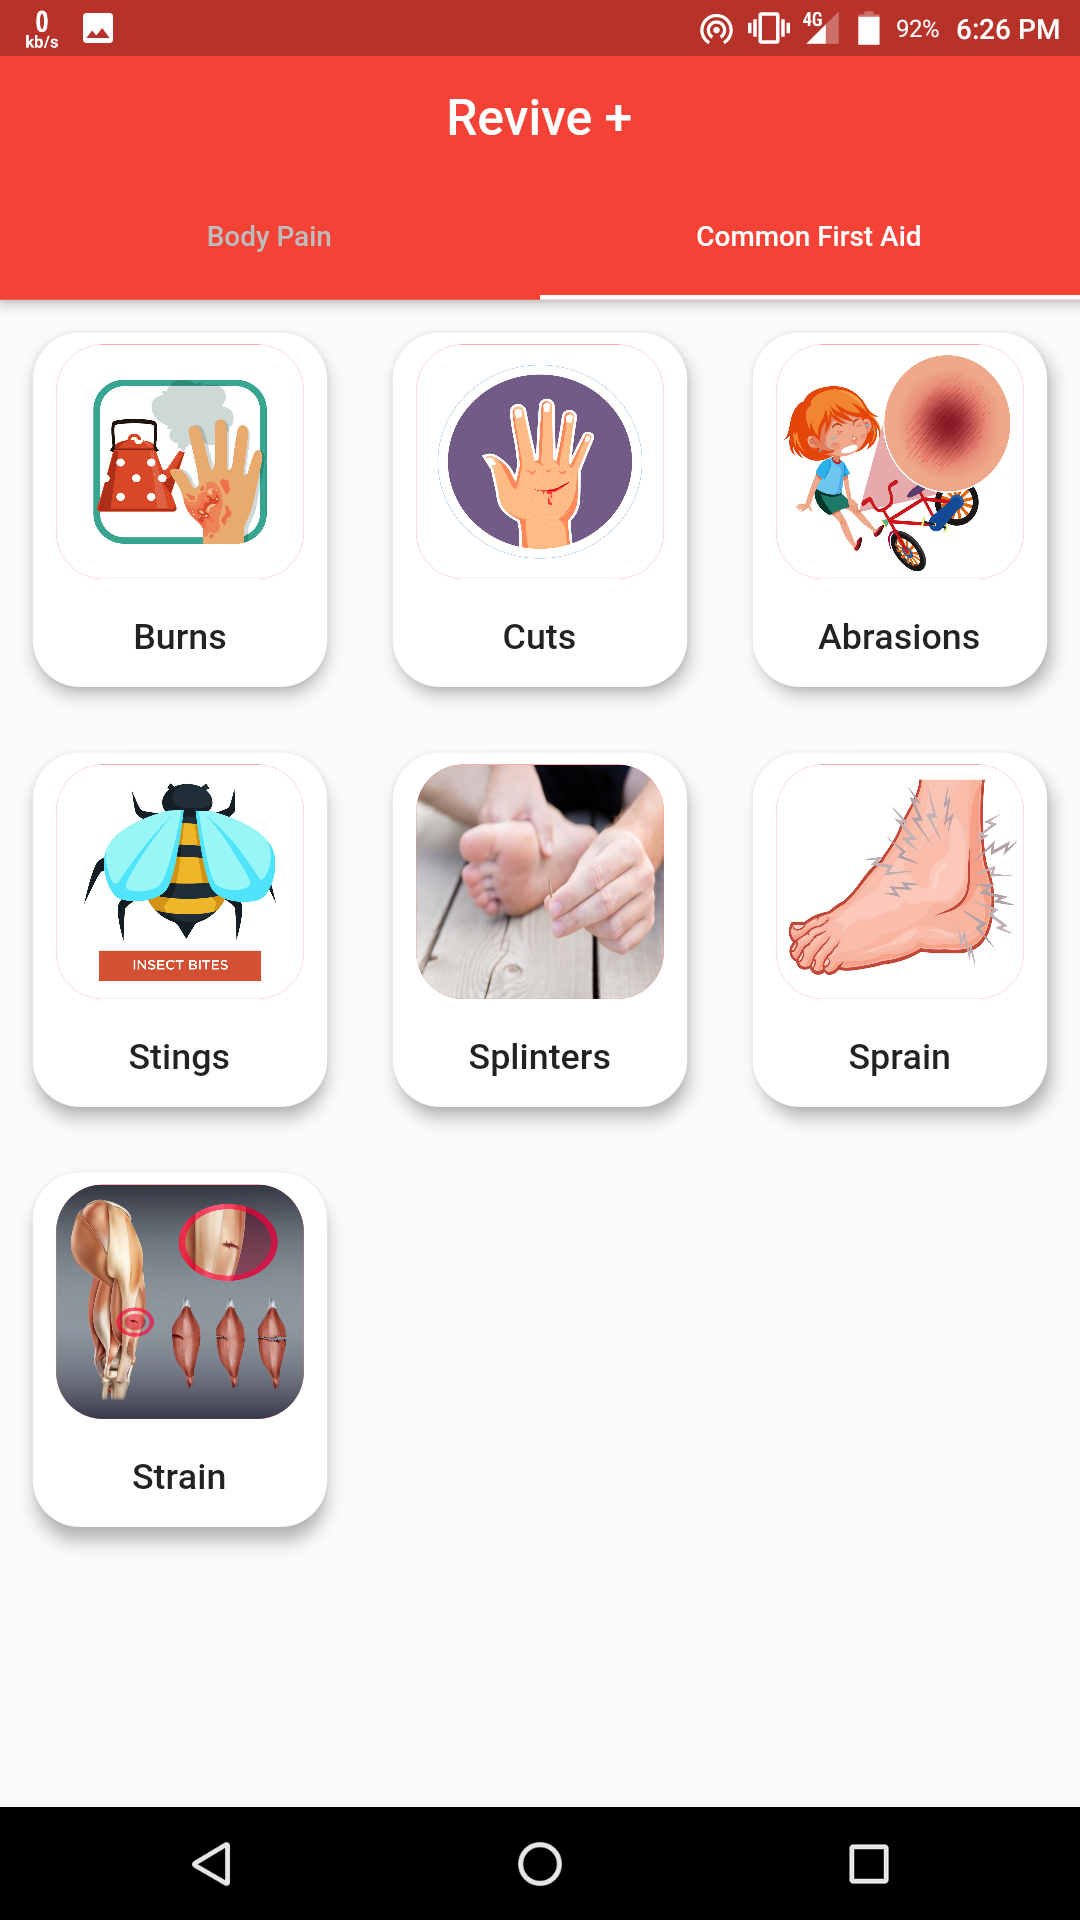 0
kb/s
4G
92%
6:26 PM
Revive +
Body Pain
Common First Aid
Burns
Cuts
Abrasions
INSECT BITES
Stings
Splinters
Sprain
Strain